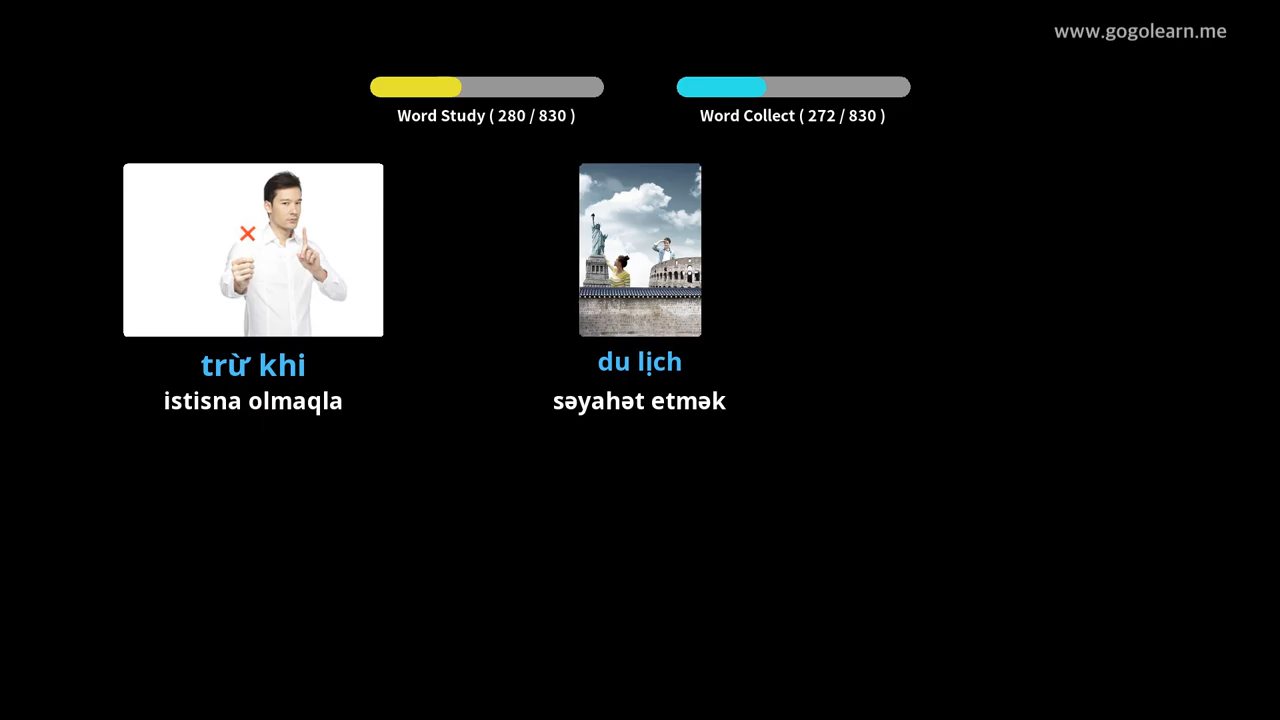 www.gogolearn.me
Word Study ( 280 / 830 )
Word Collect ( 272 / 830 )
trừ khi
istisna olmaqla
du lịch
səyahət etmək